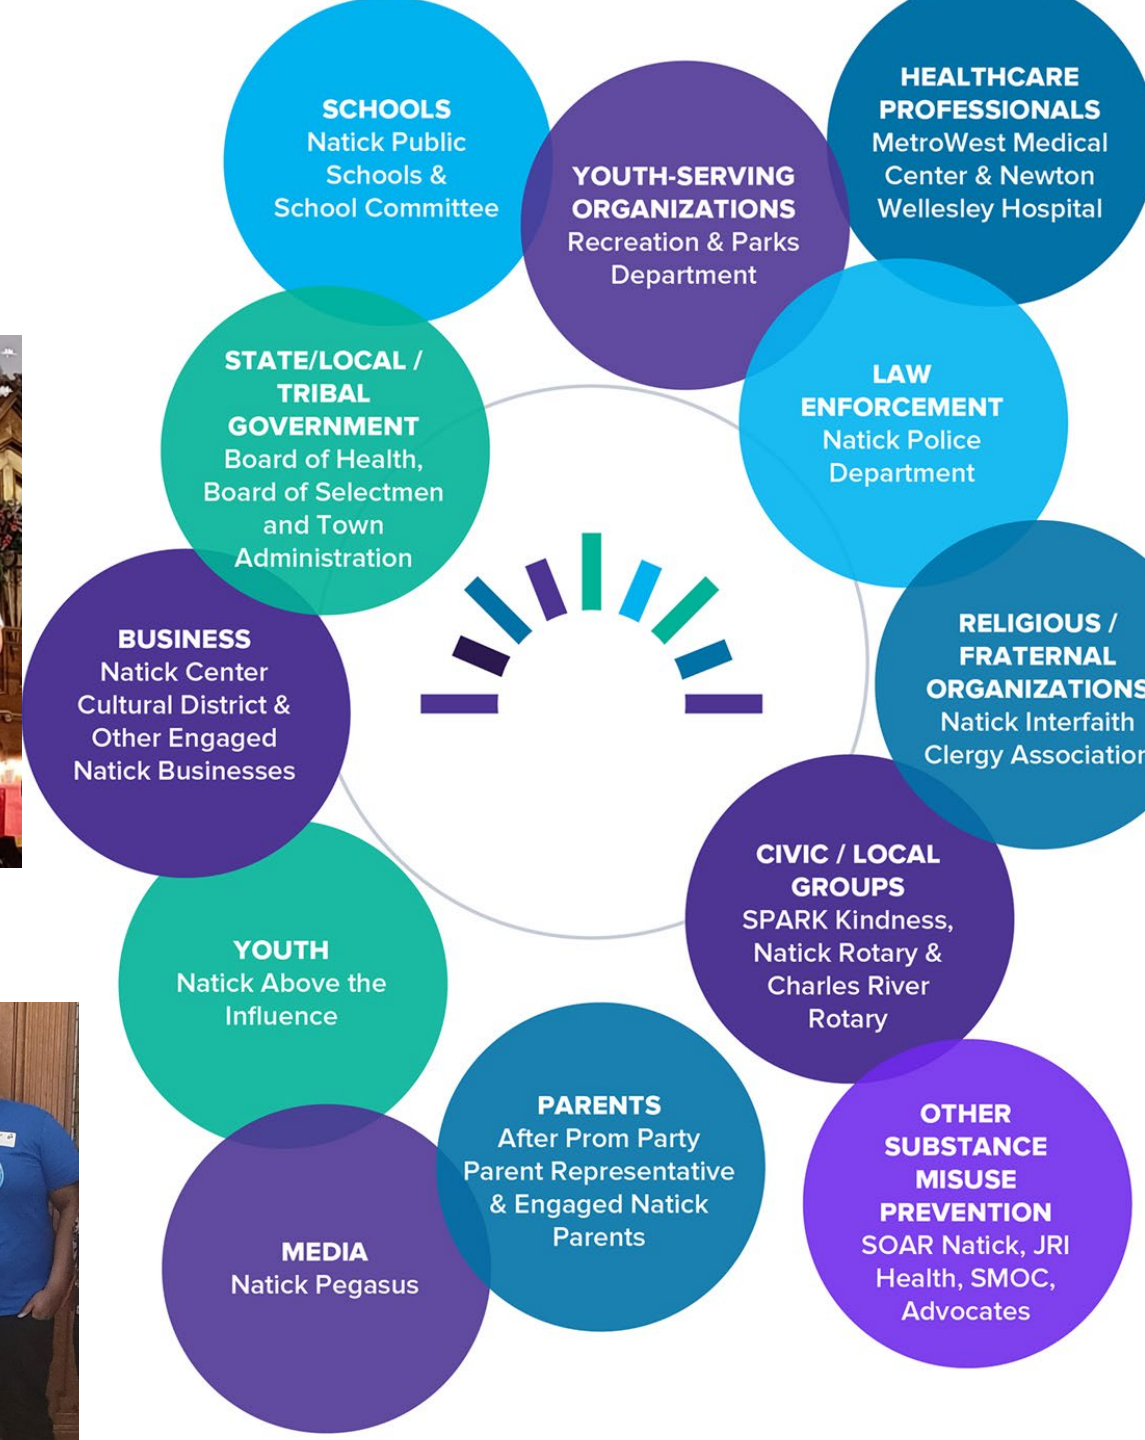 SCHOOLS
Natick Public
Schools &
School Committee
YOUTH-SERVING
ORGANIZATIONS
Recreation & Parks
Department
HEALTHCARE
PROFESSIONALS
MetroWest Medical
Center & Newton
Wellesley Hospital
STATE/LOCAL /
TRIBAL
GOVERNMENT
Board of Health,
Board of Selectmen
and Town
Administration
LAW
ENFORCEMENT
Natick Police
Department
BUSINESS
Natick Center
Cultural District &
Other Engaged
Natick Businesses
RELIGIOUS /
FRATERNAL
ORGANIZATIONS
Natick Interfaith
Clergy Association
CIVIC / LOCAL
GROUPS
SPARK Kindness,
Natick Rotary &
Charles River
Rotary
YOUTH
Natick Above the
Influence
PARENTS
After Prom Party
Parent Representative
& Engaged Natick
Parents
OTHER
SUBSTANCE
MISUSE
PREVENTION
SOAR Natick, JRI
Health, SMOC,
Advocates
MEDIA
Natick Pegasus